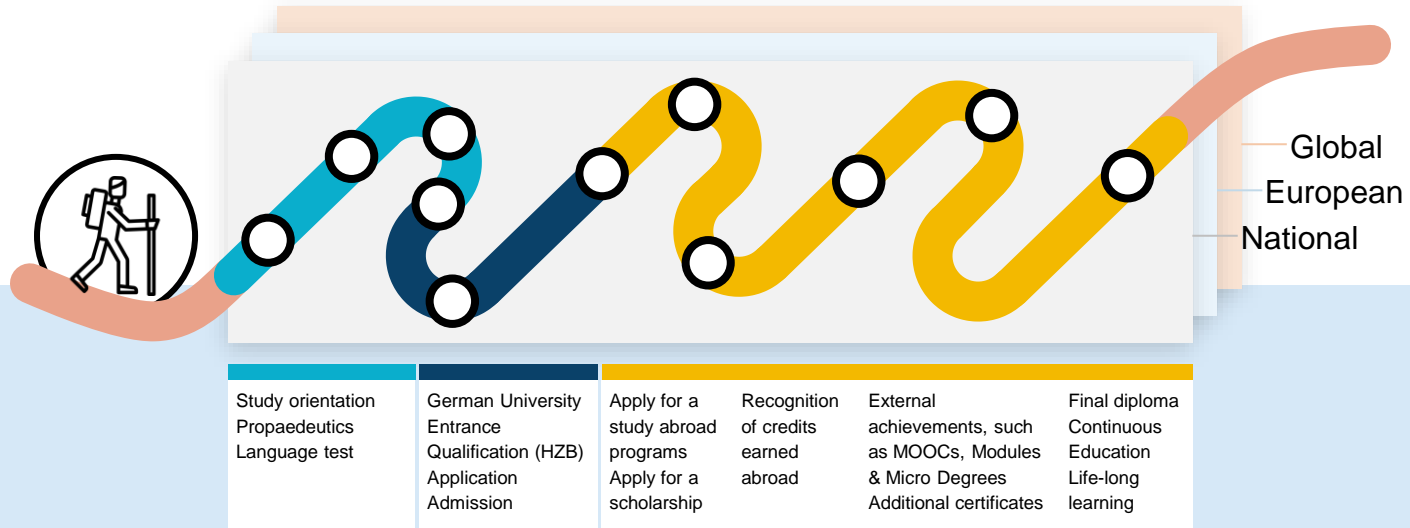 Global
European
National
Study orientation
Propaedeutics
Language test
German University
Entrance
Qualification (HZB)
Application
Admission
Apply for a
study abroad
programs
Apply for a
scholarship
Recognition
of credits
earned
abroad
External
achievements, such
as MOOCs, Modules
& Micro Degrees
Additional certificates
Final diploma
Continuous
Education
Life-long
learning